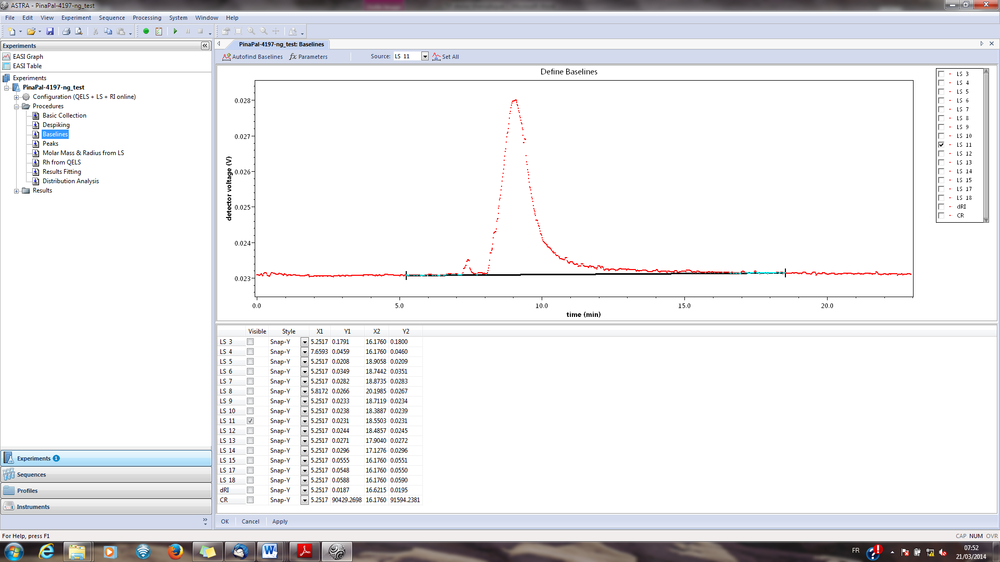 ASTRA - PinaPal-4197-ng_test
File Edit View Experiment Sequence Processing System Window Help
Experiments
EASI Graph
EASI Table
Experiments
PinaPal-4197-ng_test
Configuration (QELS + LS + RI online)
Procedures
Basic Collection
Despiking
Baselines
Peaks
Molar Mass & Radius from LS
Rh from QELS
Results Fitting
Distribution Analysis
Results
Experiments 1
Sequences
Profiles
Instruments
PinaPal-4197-ng_test: Baselines
Autofind Baselines fx Parameters Source: LS 11 Set All
Define Baselines
detector voltage (V)
0.028
0.027
0.026
0.025
0.024
0.023
0.0 5.0 10.0 15.0 20.0
time (min)
LS 3
LS 4
LS 5
LS 6
LS 7
LS 8
LS 9
LS 10
LS 11
LS 12
LS 13
LS 14
LS 15
LS 17
LS 18
dRI
CR
Visible Style X1 Y1 X2 Y2
LS 3 Snap-Y 5.2517 0.1791 16.1760 0.1800
LS 4 Snap-Y 7.6593 0.0459 16.1760 0.0460
LS 5 Snap-Y 5.2517 0.0208 18.9058 0.0209
LS 6 Snap-Y 5.2517 0.0349 18.7442 0.0351
LS 7 Snap-Y 5.2517 0.0282 18.8735 0.0283
LS 8 Snap-Y 5.8172 0.0266 20.1985 0.0267
LS 9 Snap-Y 5.2517 0.0233 18.7119 0.0234
LS 10 Snap-Y 5.2517 0.0238 18.3887 0.0239
LS 11 Snap-Y 5.2517 0.0231 18.5503 0.0231
LS 12 Snap-Y 5.2517 0.0244 18.4857 0.0245
LS 13 Snap-Y 5.2517 0.0271 17.9040 0.0272
LS 14 Snap-Y 5.2517 0.0296 17.1276 0.0296
LS 15 Snap-Y 5.2517 0.0555 16.1760 0.0551
LS 17 Snap-Y 5.2517 0.0548 16.1760 0.0550
LS 18 Snap-Y 5.2517 0.0588 16.1760 0.0590
dRI Snap-Y 5.2517 0.0187 16.6215 0.0195
CR Snap-Y 5.2517 90429.2698 16.1760 91594.2381
OK Cancel Apply
For Help, press F1
CAP NUM OVR
FR
07:52
21/03/2014